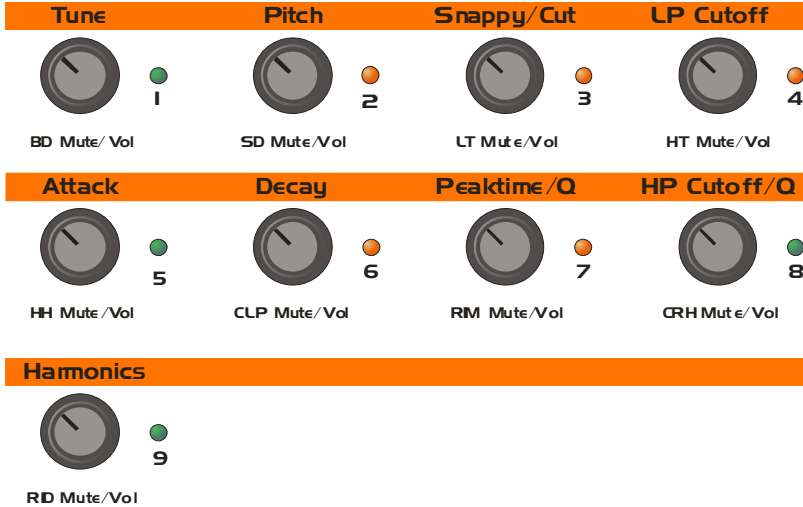 Tune Pitch Snappy/Cut LP Cutoff
1 2 3 4
BD Mute/Vol SD Mute/Vol LT Mute/Vol HT Mute/Vol
Attack Decay Peaktime/Q HP Cutoff/Q
5 6 7 8
HH Mute/Vol CLP Mute/Vol RIM Mute/Vol CRH Mute/Vol
Harmonics
9
RID Mute/Vol